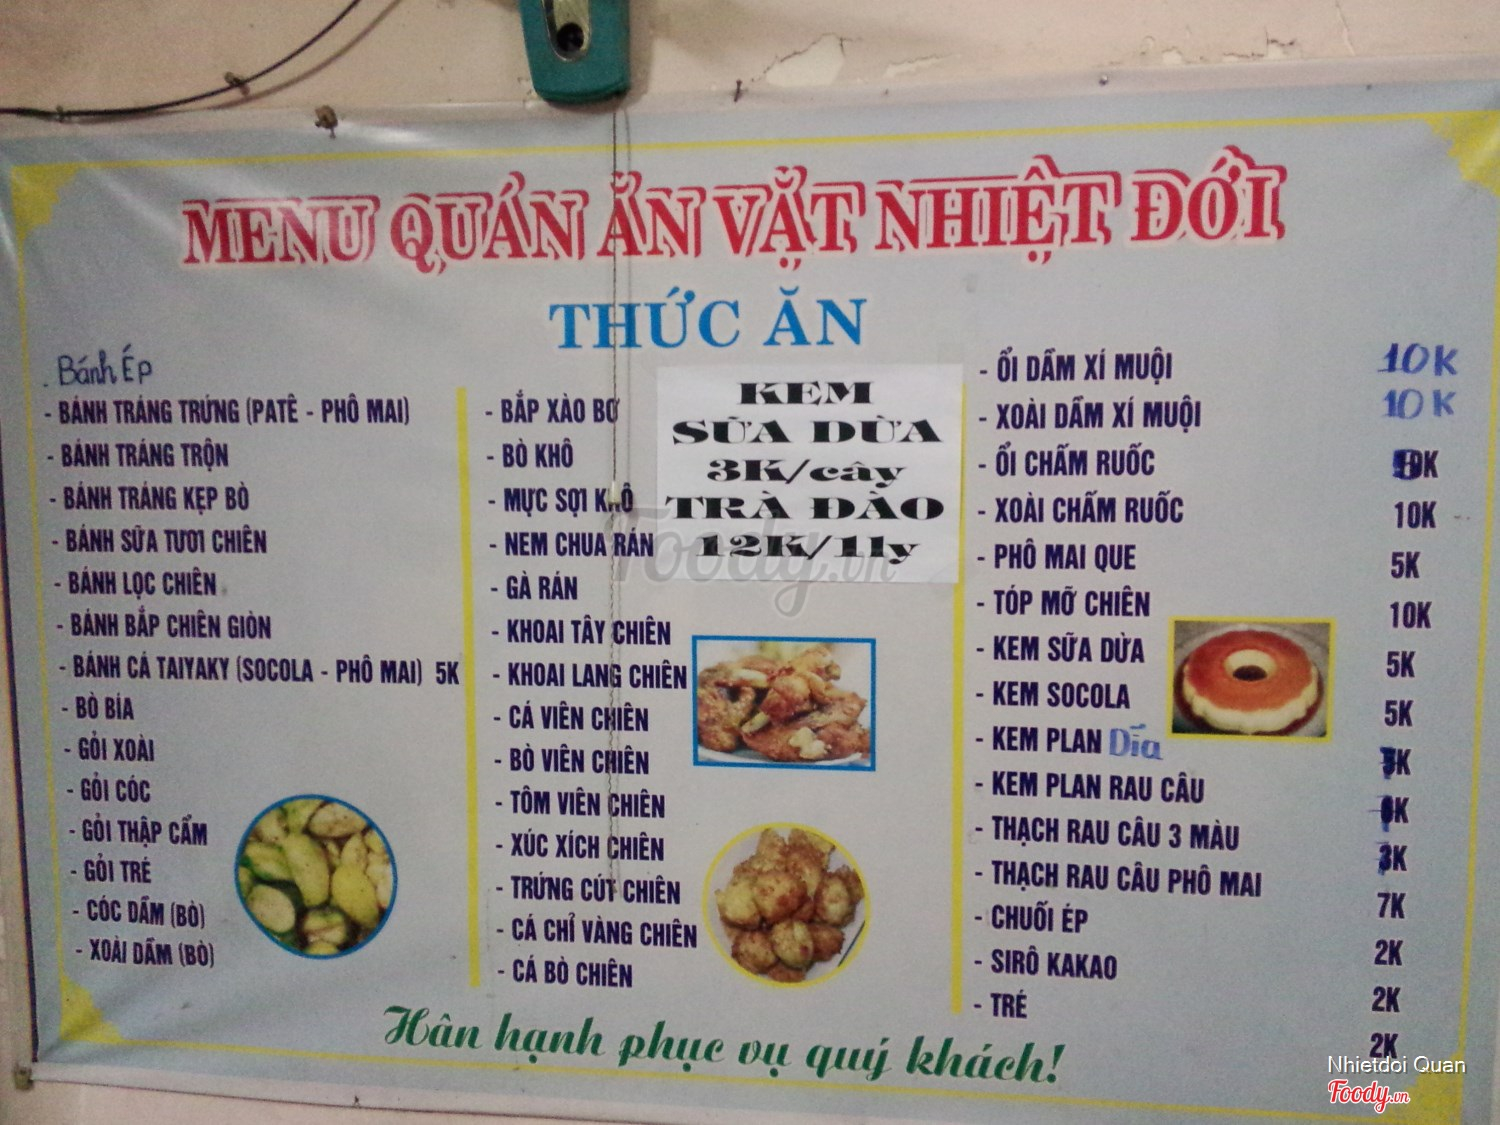 MENU QUÁN ĂN VẶT NHIỆT ĐỚI
THỨC ĂN
. Bánh Ép
- BÁNH TRÁNG TRỨNG (PATÊ - PHÔ MAI)
- BÁNH TRÁNG TRỘN
- BÁNH TRÁNG KẸP BÒ
- BÁNH SỮA TƯƠI CHIÊN
- BÁNH LỌC CHIÊN
- BÁNH BẮP CHIÊN GIÒN
- BÁNH CÁ TAIYAKY (SOCOLA - PHÔ MAI) 5K
- BÒ BÍA
- GỎI XOÀI
- GỎI CÓC
- GỎI THẬP CẨM
- GỎI TRÉ
- CÓC DẦM (BÒ)
- XOÀI DẦM (BÒ)
- BẮP XÀO BƠ
- BÒ KHÔ
- MỰC SỢI KHÔ
- NEM CHUA RÁN
- GÀ RÁN
- KHOAI TÂY CHIÊN
- KHOAI LANG CHIÊN
- CÁ VIÊN CHIÊN
- BÒ VIÊN CHIÊN
- TÔM VIÊN CHIÊN
- XÚC XÍCH CHIÊN
- TRỨNG CÚT CHIÊN
- CÁ CHỈ VÀNG CHIÊN
- CÁ BÒ CHIÊN
KEM
SỮA DỪA
3K/cây
TRÀ ĐÀO
12K/1ly
- ỔI DẦM XÍ MUỘI 10K
- XOÀI DẦM XÍ MUỘI 10K
- ỔI CHẤM RUỐC
- XOÀI CHẤM RUỐC 10K
- PHÔ MAI QUE 5K
- TÓP MỠ CHIÊN 10K
- KEM SỮA DỪA 5K
- KEM SOCOLA 5K
- KEM PLAN Dĩa
- KEM PLAN RAU CÂU
- THẠCH RAU CÂU 3 MÀU
- THẠCH RAU CÂU PHÔ MAI 7K
- CHUỐI ÉP 2K
- SIRÔ KAKAO 2K
- TRÉ 2K
Hân hạnh phục vụ quý khách!
Foody.vn
Nhietdoi Quan
Foody.vn